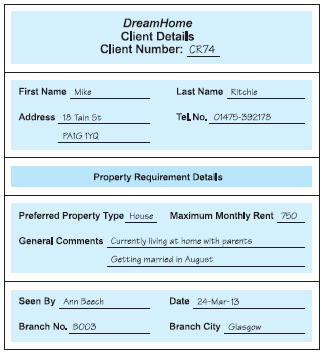 DreamHome
Client Details
Client Number: CR74
First Name Mike Last Name Ritchie
Address 18 Tain St Tel. No. 01475-392178
PA1G 1YQ
Property Requirement Details
Preferred Property Type House Maximum Monthly Rent 750
General Comments Currently living at home with parents
Getting married in August
Seen By Ann Beech Date 24-Mar-13
Branch No. B003 Branch City Glasgow